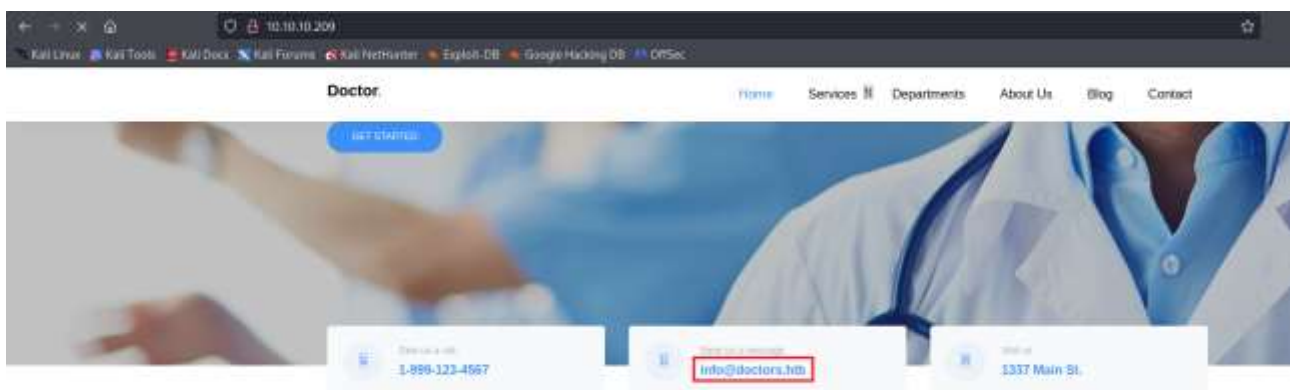 10.10.10.209
Kali Linux Kali Tools Kali Docs Kali Forums Kali NetHunter Exploit-DB Google Hacking DB OffSec
Doctor.
Home Services Departments About Us Blog Contact
GET STARTED
1-999-123-4567
info@doctors.htb
1337 Main St.